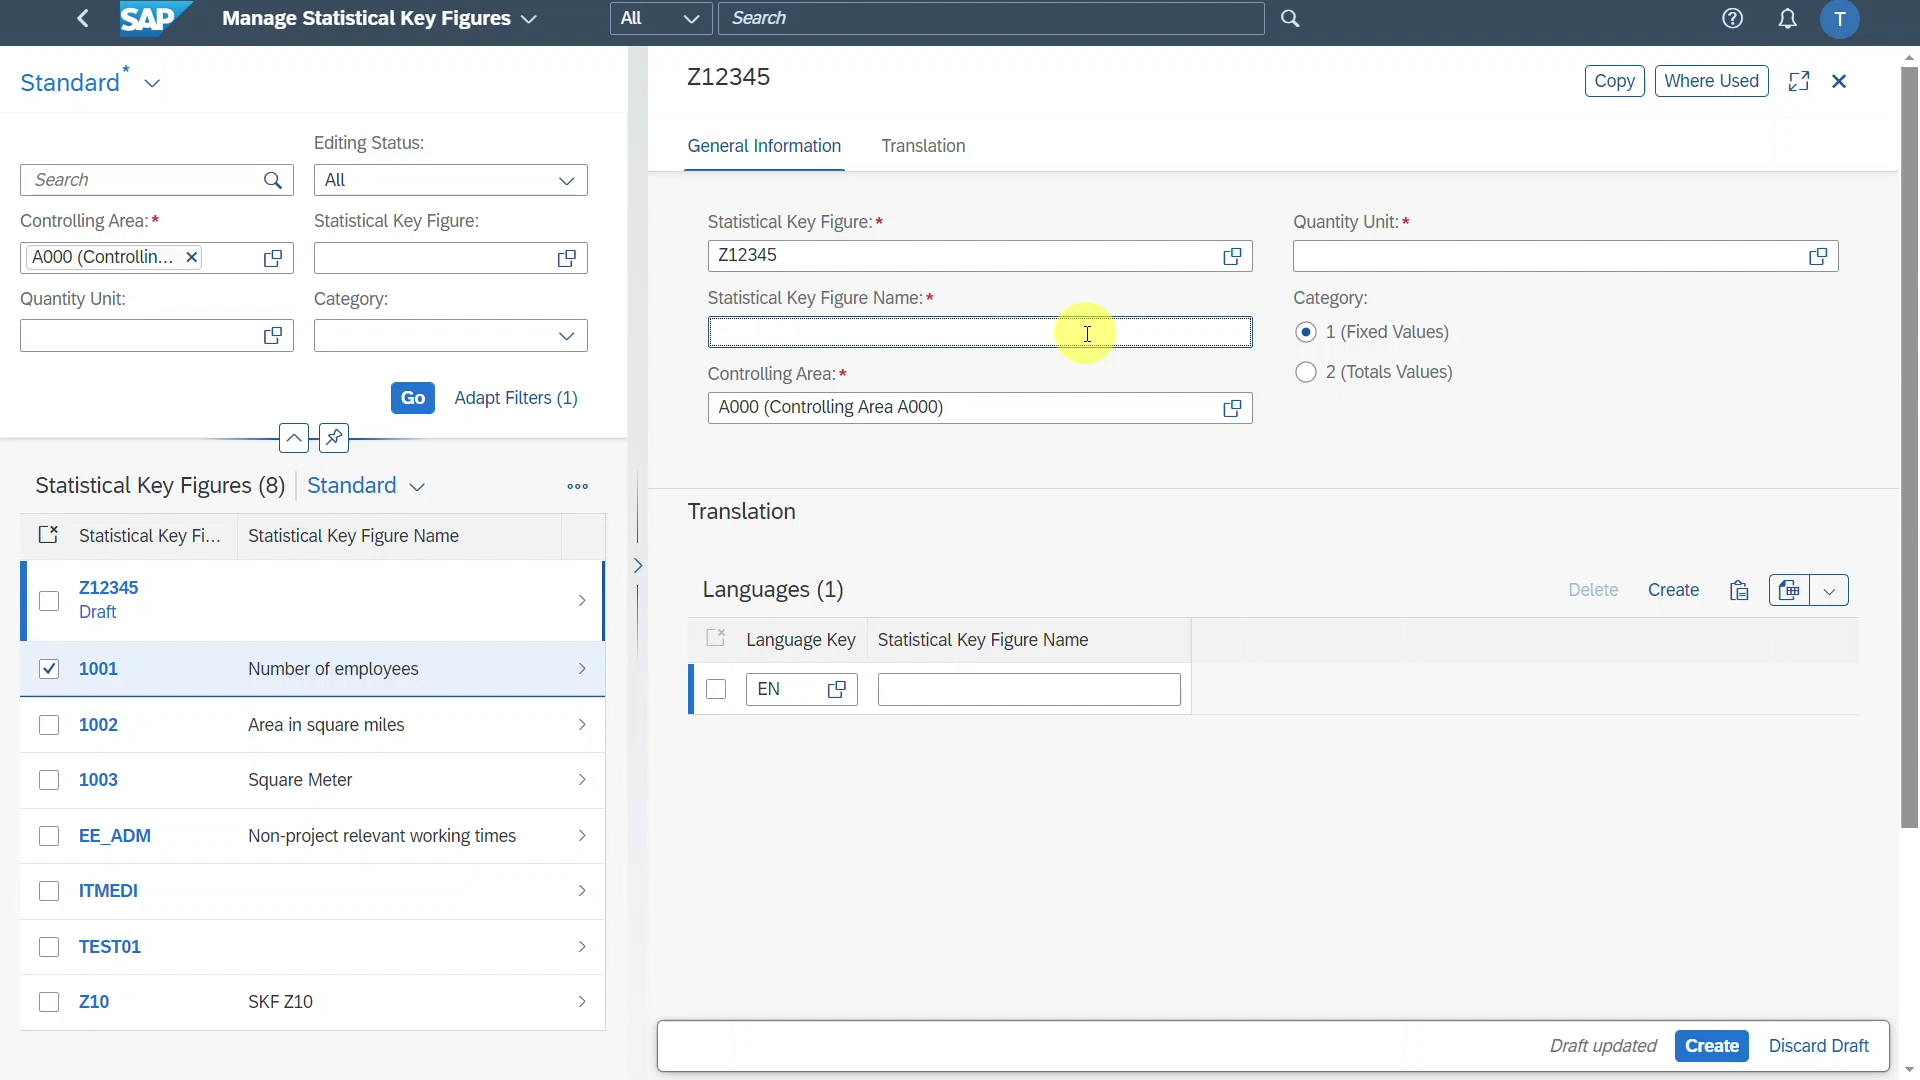 SAP
Manage Statistical Key Figures
All
Search
T
Standard*
Editing Status:
Search
All
Controlling Area:*
Statistical Key Figure:
A000 (Controllin...
Quantity Unit:
Category:
Go
Adapt Filters (1)
Statistical Key Figures (8)
Standard
Statistical Key Fi...
Statistical Key Figure Name
Z12345
Draft
1001
Number of employees
1002
Area in square miles
1003
Square Meter
EE_ADM
Non-project relevant working times
ITMEDI
TEST01
Z10
SKF Z10
Z12345
Copy
Where Used
General Information
Translation
Statistical Key Figure:*
Z12345
Quantity Unit:*
Statistical Key Figure Name:*
Category:
1 (Fixed Values)
2 (Totals Values)
Controlling Area:*
A000 (Controlling Area A000)
Translation
Languages (1)
Delete
Create
Language Key
Statistical Key Figure Name
EN
Draft updated
Create
Discard Draft